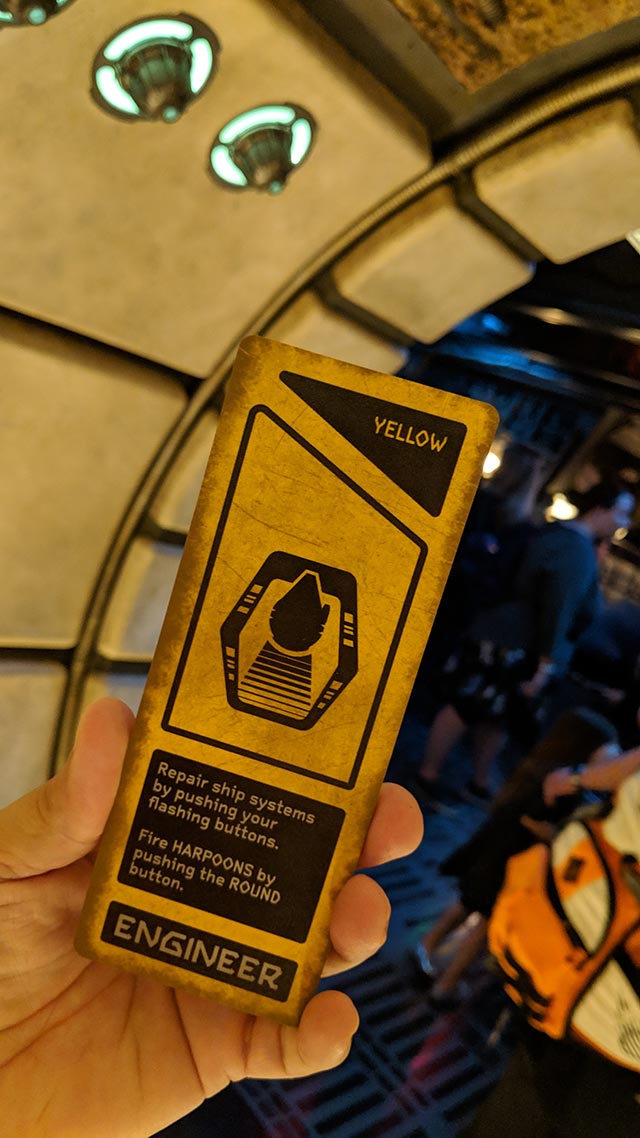 YELLOW
Repair ship systems
by pushing your
flashing buttons.
Fire HARPOONS by
pushing the ROUND
button.
ENGINEER